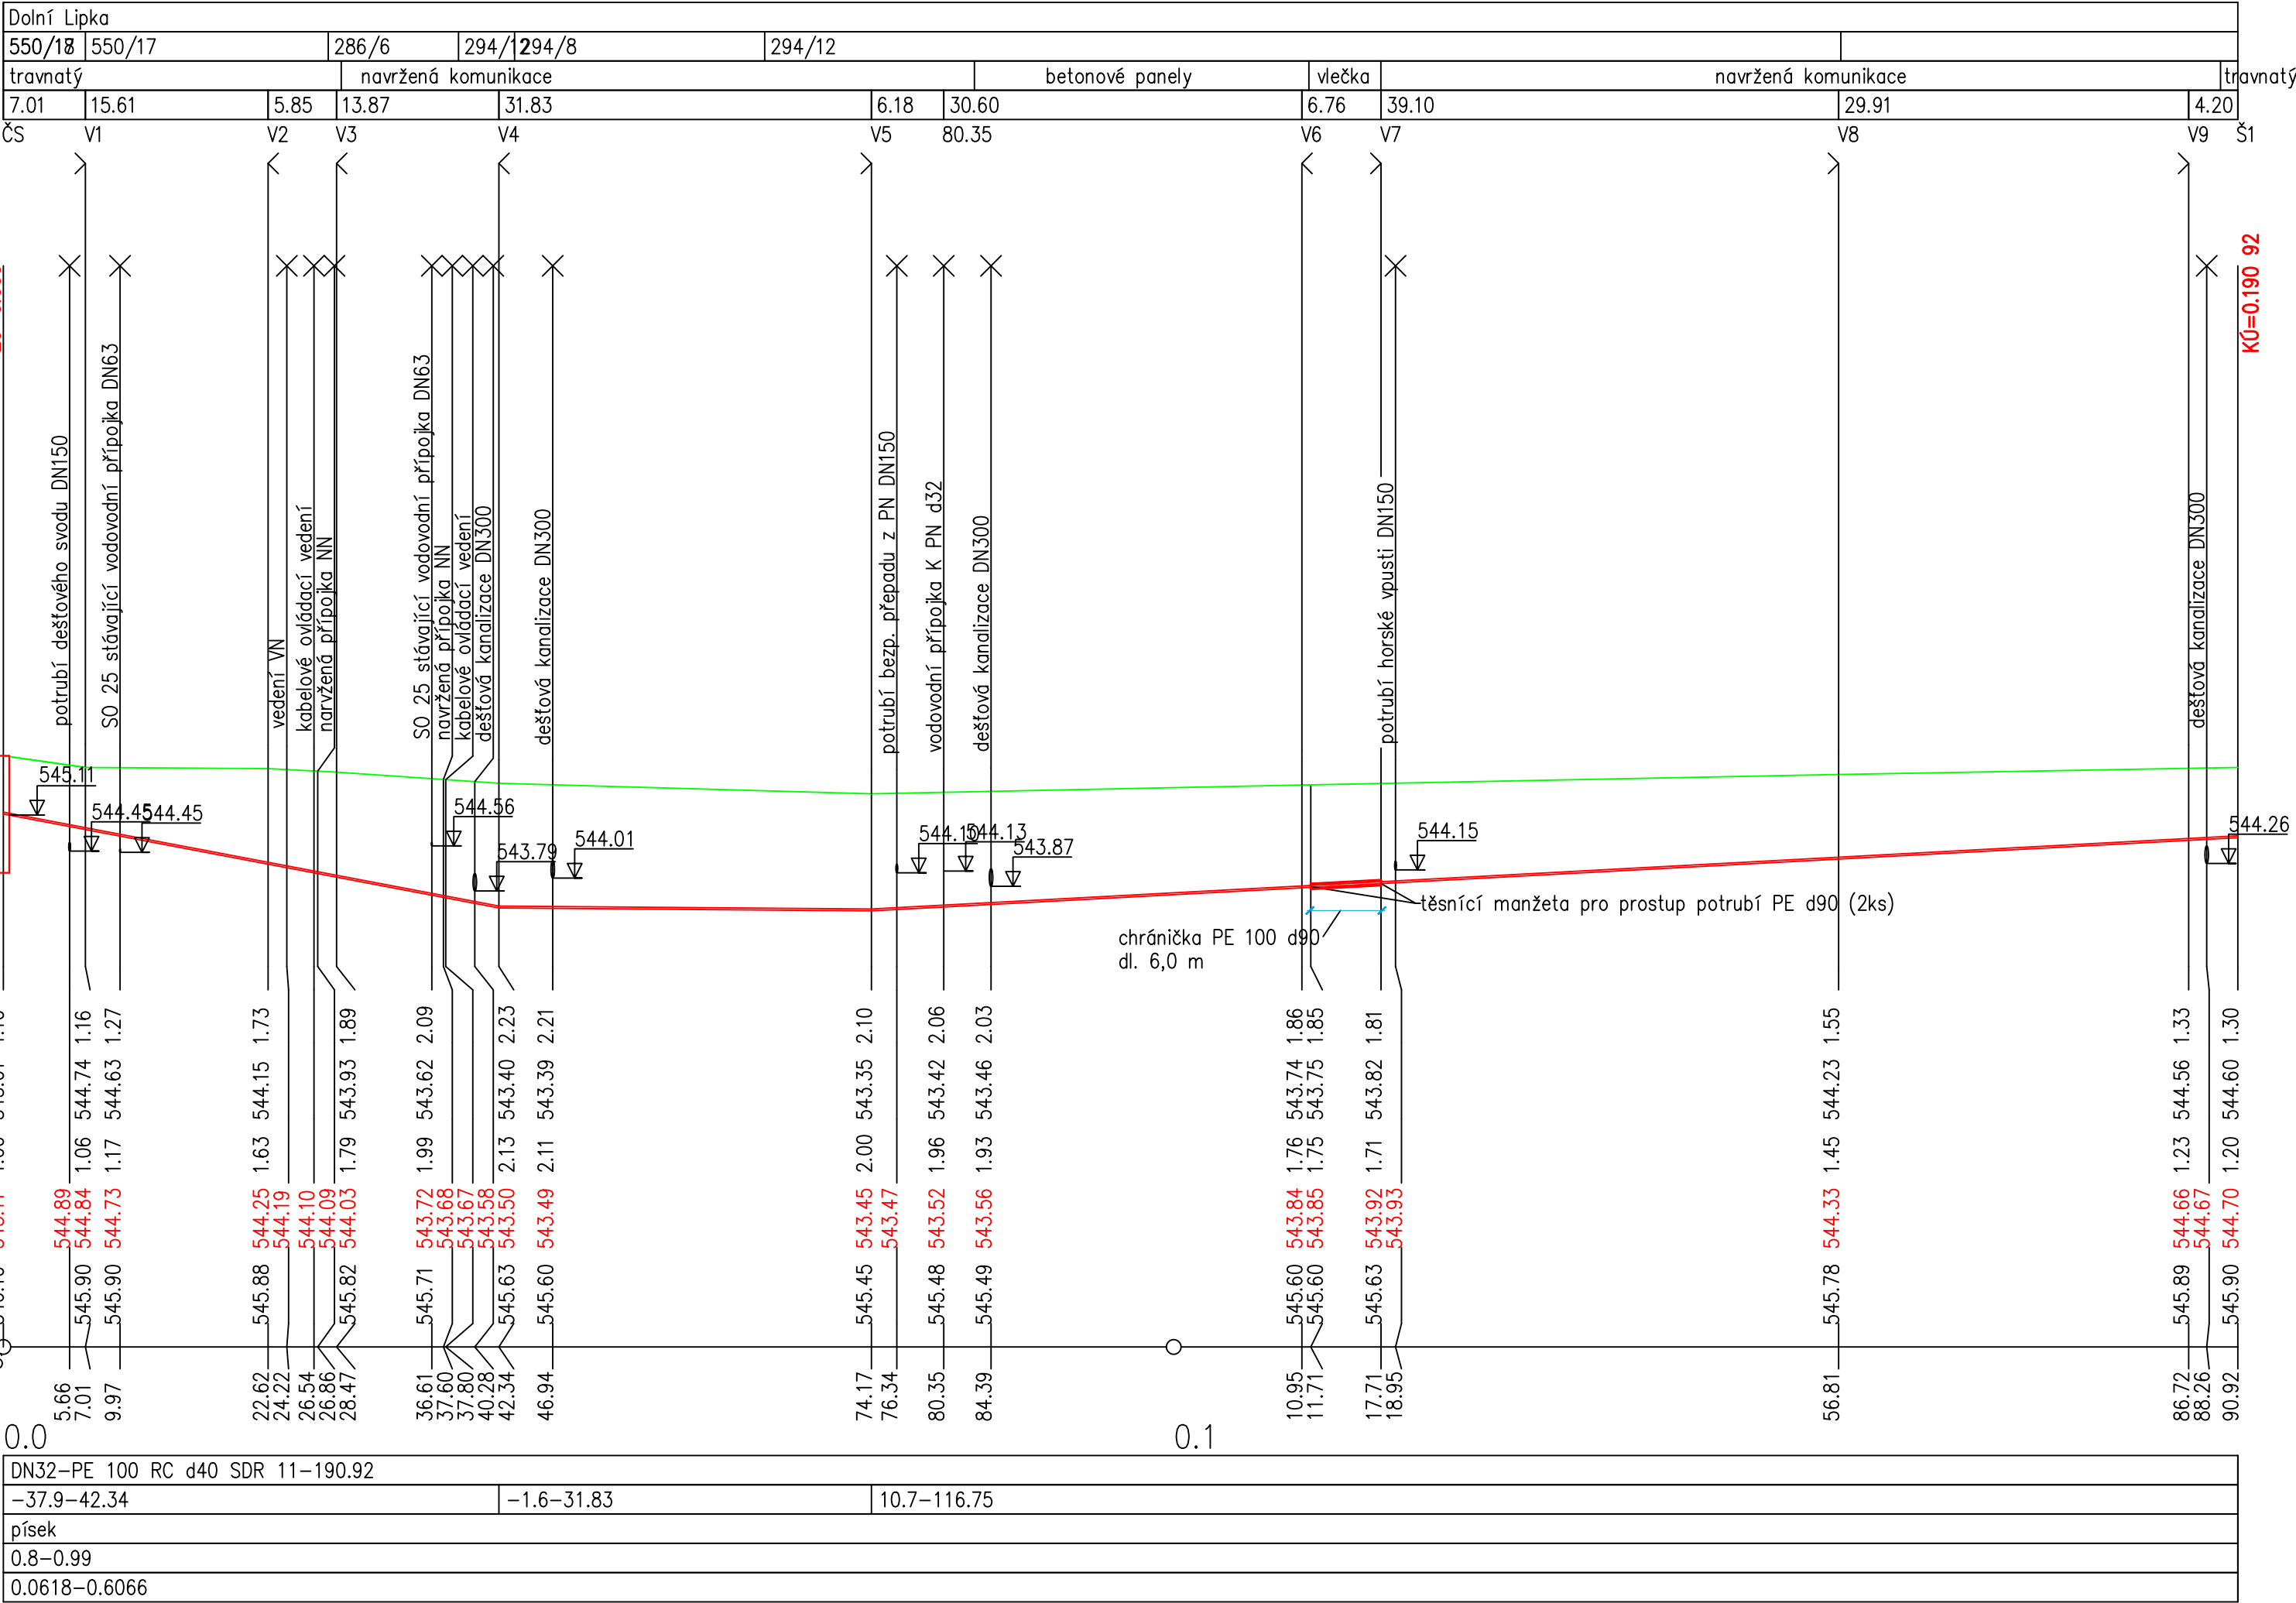 Dolní Lipka
550/17 286/6 294/8 294/12
travnatý navržená komunikace betonové panely vlečka navržená komunikace travnatý
7.01 15.61 5.85 13.87 31.83 6.18 30.60 6.76 39.10 29.91 4.20
ČS V1 V2 V3 V4 V5 80.35 V6 V7 V8 V9 Š1
KÚ=0.190 92
potrubí dešťového svodu DN150
SO 25 stávající vodovodní přípojka DN63
vedení VN
kabelové ovládací vedení
narvžená přípojka NN
SO 25 stávající vodovodní přípojka DN63
navržená přípojka NN
kabelové ovládací vedení
dešťová kanalizace DN300
dešťová kanalizace DN300
potrubí bezp. přepadu z PN DN150
vodovodní přípojka K PN d32
dešťová kanalizace DN300
potrubí horské vpusti DN150
dešťová kanalizace DN300
545.11
544.45
544.45
544.56
543.79
544.01
544.10
544.13
543.87
544.15
544.26
těsnící manžeta pro prostup potrubí PE d90 (2ks)
chránička PE 100 d90
dl. 6,0 m
1.16 1.27 1.73 1.89 2.09 2.23 2.21 2.10 2.06 2.03 1.86 1.85 1.81 1.55 1.33 1.30
544.74 544.63 544.15 543.93 543.62 543.40 543.39 543.35 543.42 543.46 543.74 543.75 543.82 544.23 544.56 544.60
1.06 1.17 1.63 1.79 1.99 2.13 2.11 2.00 1.96 1.93 1.76 1.75 1.71 1.45 1.23 1.20
544.89 544.84 544.73 544.25 544.19 544.10 544.09 544.03 543.72 543.68 543.67 543.58 543.50 543.49 543.45 543.47 543.52 543.56 543.84 543.85 543.92 543.93 544.33 544.66 544.67 544.70
545.90 545.90 545.88 545.82 545.71 545.63 545.60 545.45 545.48 545.49 545.60 545.60 545.63 545.78 545.89 545.90
5.66 7.01 9.97 22.62 24.22 26.54 26.86 28.47 36.61 37.60 37.80 40.28 42.34 46.94 74.17 76.34 80.35 84.39 10.95 11.71 17.71 18.95 56.81 86.72 88.26 90.92
0.0 0.1
DN32-PE 100 RC d40 SDR 11-190.92
-37.9-42.34 -1.6-31.83 10.7-116.75
písek
0.8-0.99
0.0618-0.6066